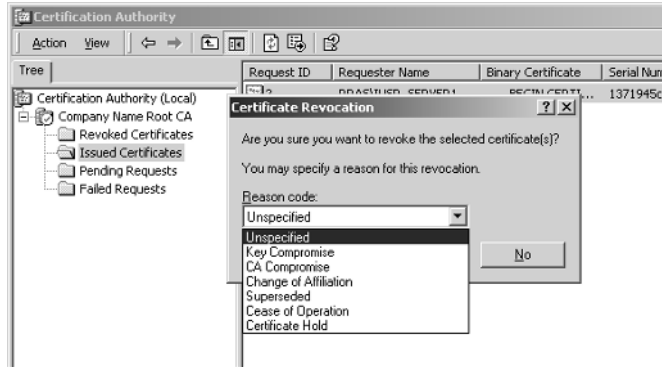 Certification Authority
Action View
Tree
Request ID Requester Name Binary Certificate Serial Num
Certification Authority (Local)
Company Name Root CA
Revoked Certificates
Issued Certificates
Pending Requests
Failed Requests
1371945c
Certificate Revocation
Are you sure you want to revoke the selected certificate(s)?
You may specify a reason for this revocation.
Reason code:
Unspecified
Unspecified
Key Compromise
CA Compromise
Change of Affiliation
Superseded
Cease of Operation
Certificate Hold
No